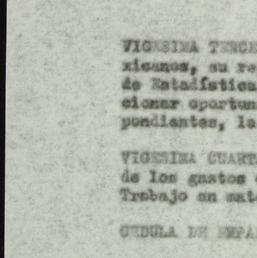 VIGESIMA TERCE
xicanos, su re
de Estadística
cionar oportun
pondientes, la
VIGESIMA CUART
de los gastos
Trabajo en mat
CEDULA DE EMPA